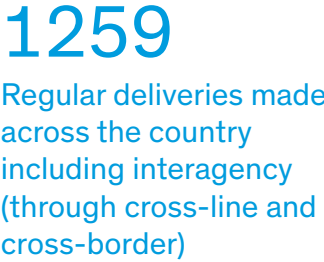 1259
Regular deliveries made
across the country
including interagency
(through cross-line and
cross-border)